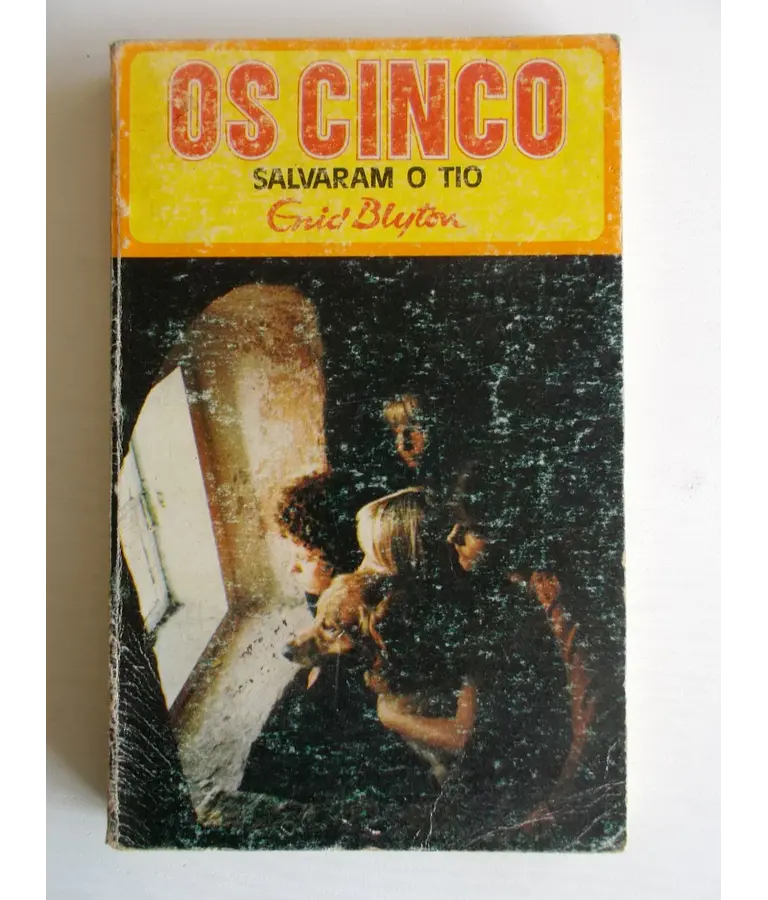 OS CINCO
SALVARAM O TIO
Enid Blyton